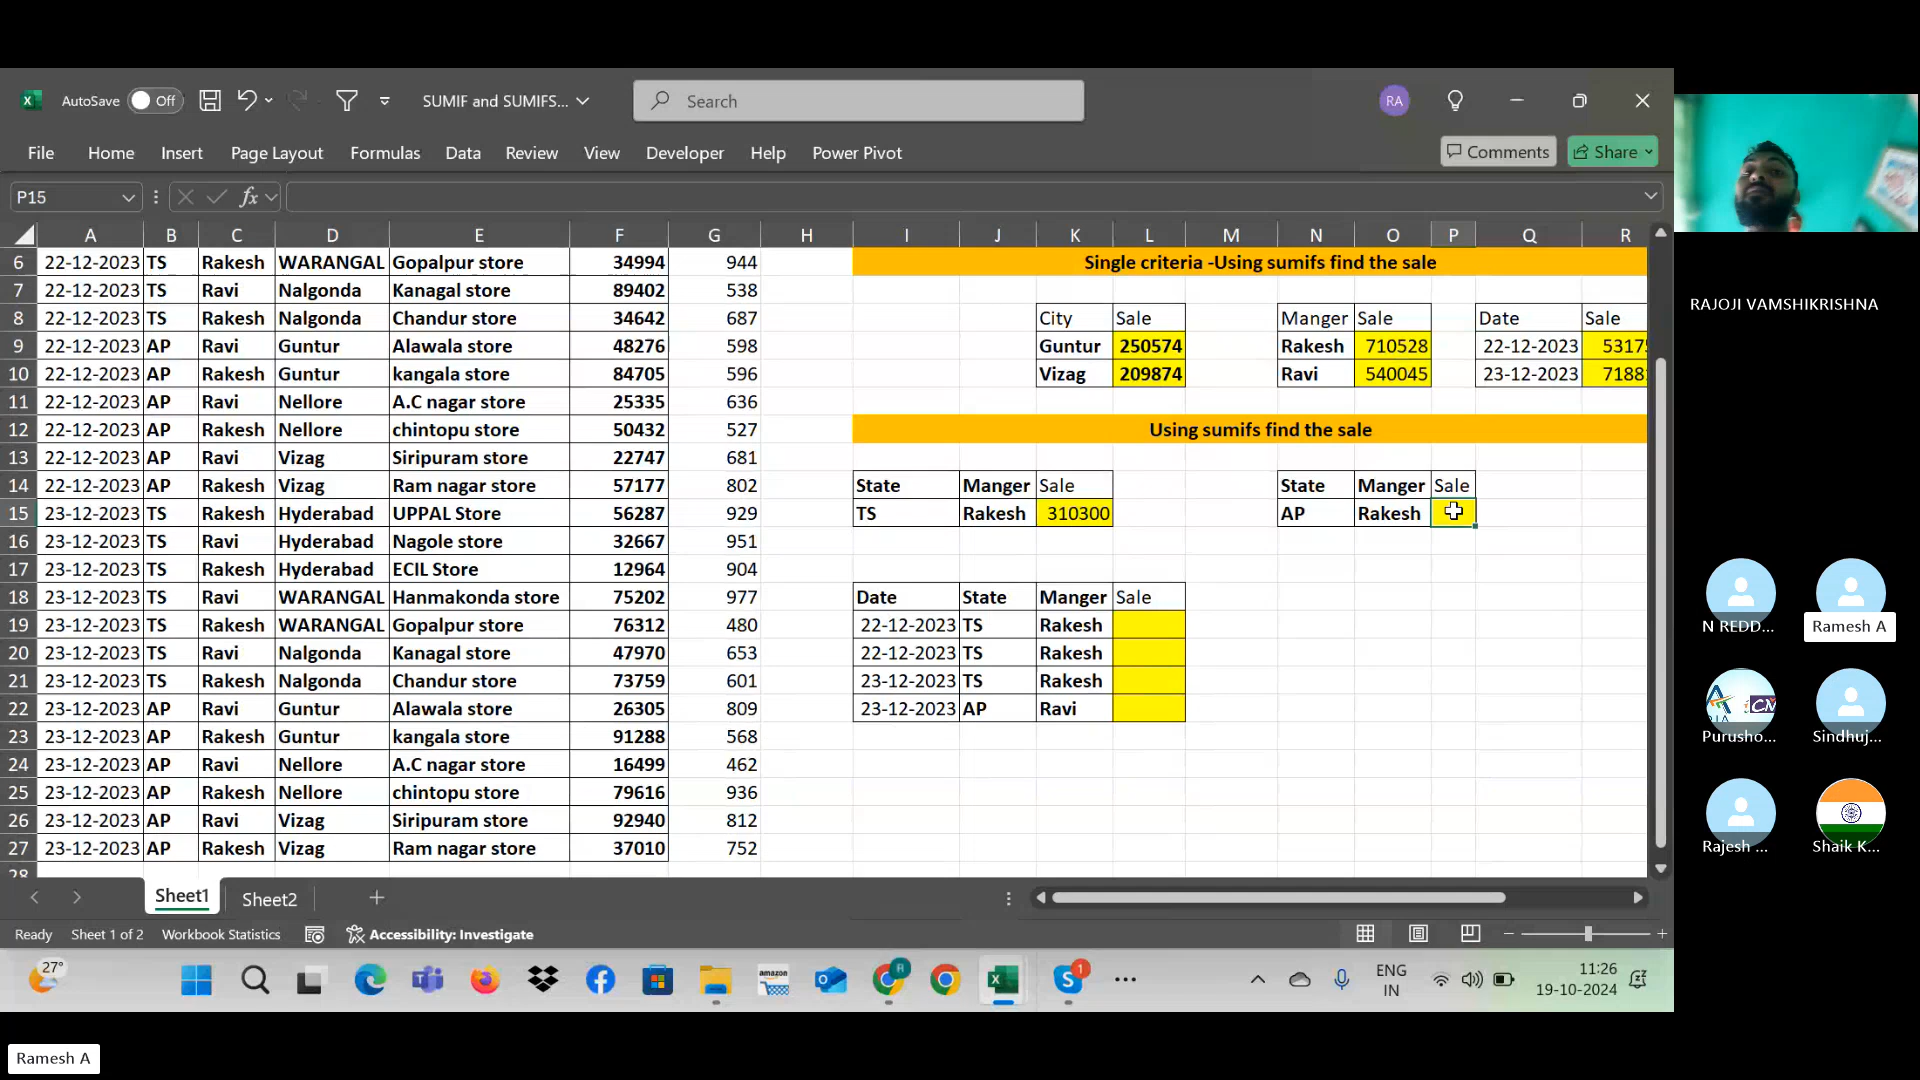 AutoSave Off SUMIF and SUMIFS... Search RA
File Home Insert Page Layout Formulas Data Review View Developer Help Power Pivot Comments Share
P15 fx
A B C D E F G H I J K L M N O P Q R
6 22-12-2023 TS Rakesh WARANGAL Gopalpur store 34994 944 Single criteria -Using sumifs find the sale
7 22-12-2023 TS Ravi Nalgonda Kanagal store 89402 538
8 22-12-2023 TS Rakesh Nalgonda Chandur store 34642 687 City Sale Manger Sale Date Sale
9 22-12-2023 AP Ravi Guntur Alawala store 48276 598 Guntur 250574 Rakesh 710528 22-12-2023 5317
10 22-12-2023 AP Rakesh Guntur kangala store 84705 596 Vizag 209874 Ravi 540045 23-12-2023 7188
11 22-12-2023 AP Ravi Nellore A.C nagar store 25335 636
12 22-12-2023 AP Rakesh Nellore chintopu store 50432 527 Using sumifs find the sale
13 22-12-2023 AP Ravi Vizag Siripuram store 22747 681
14 22-12-2023 AP Rakesh Vizag Ram nagar store 57177 802 State Manger Sale State Manger Sale
15 23-12-2023 TS Rakesh Hyderabad UPPAL Store 56287 929 TS Rakesh 310300 AP Rakesh
16 23-12-2023 TS Ravi Hyderabad Nagole store 32667 951
17 23-12-2023 TS Rakesh Hyderabad ECIL Store 12964 904
18 23-12-2023 TS Ravi WARANGAL Hanmakonda store 75202 977 Date State Manger Sale
19 23-12-2023 TS Rakesh WARANGAL Gopalpur store 76312 480 22-12-2023 TS Rakesh
20 23-12-2023 TS Ravi Nalgonda Kanagal store 47970 653 22-12-2023 TS Rakesh
21 23-12-2023 TS Rakesh Nalgonda Chandur store 73759 601 23-12-2023 TS Rakesh
22 23-12-2023 AP Ravi Guntur Alawala store 26305 809 23-12-2023 AP Ravi
23 23-12-2023 AP Rakesh Guntur kangala store 91288 568
24 23-12-2023 AP Ravi Nellore A.C nagar store 16499 462
25 23-12-2023 AP Rakesh Nellore chintopu store 79616 936
26 23-12-2023 AP Ravi Vizag Siripuram store 92940 812
27 23-12-2023 AP Rakesh Vizag Ram nagar store 37010 752
28
Sheet1 Sheet2
Ready Sheet 1 of 2 Workbook Statistics Accessibility: Investigate
27° amazon R 1 ENG 11:26
IN 19-10-2024
RAJOJI VAMSHIKRISHNA
N REDD... Ramesh A
Purusho... Sindhuj...
Rajesh ... Shaik K...
Ramesh A